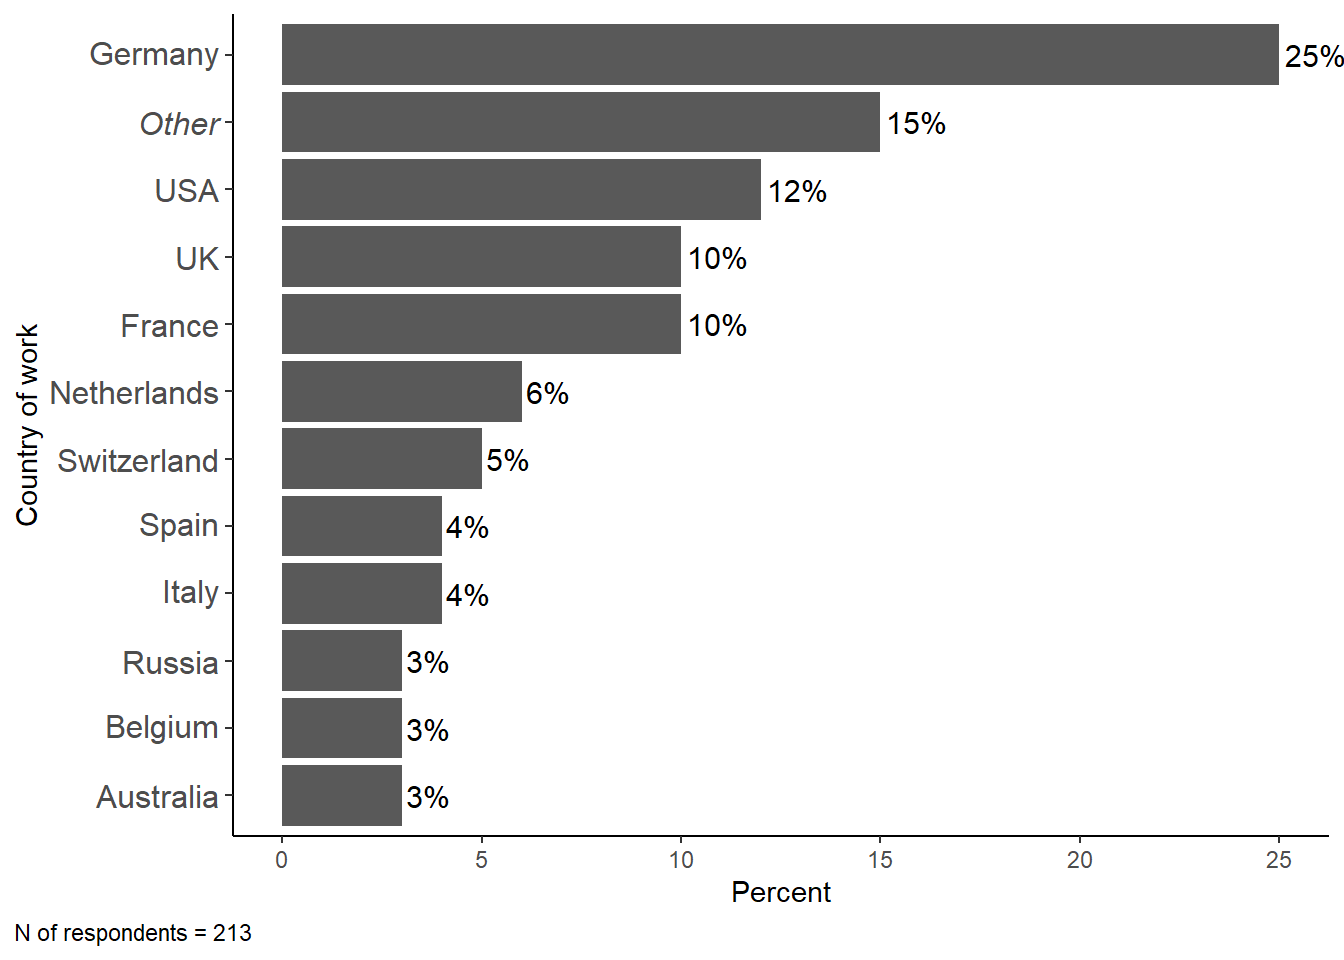 Germany 25%
Other 15%
USA 12%
UK 10%
France 10%
Netherlands 6%
Switzerland 5%
Spain 4%
Italy 4%
Russia 3%
Belgium 3%
Australia 3%
Country of work
0 5 10 15 20 25
Percent
N of respondents = 213